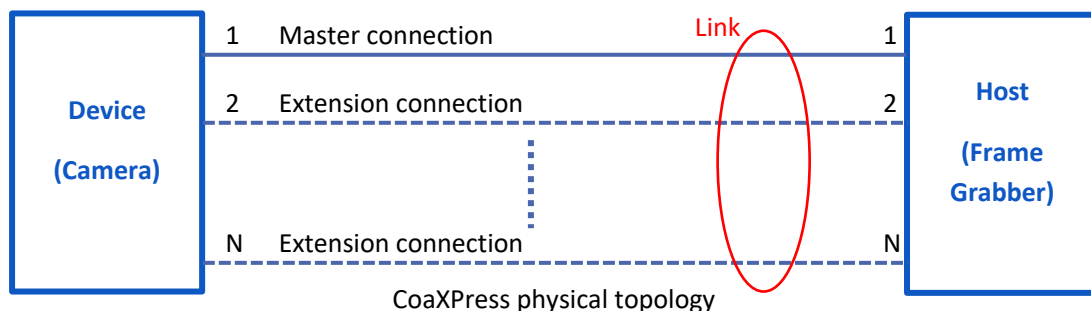 Link
1 Master connection 1
2 Extension connection 2
Device
(Camera)
Host
(Frame
Grabber)
N Extension connection N
CoaXPress physical topology